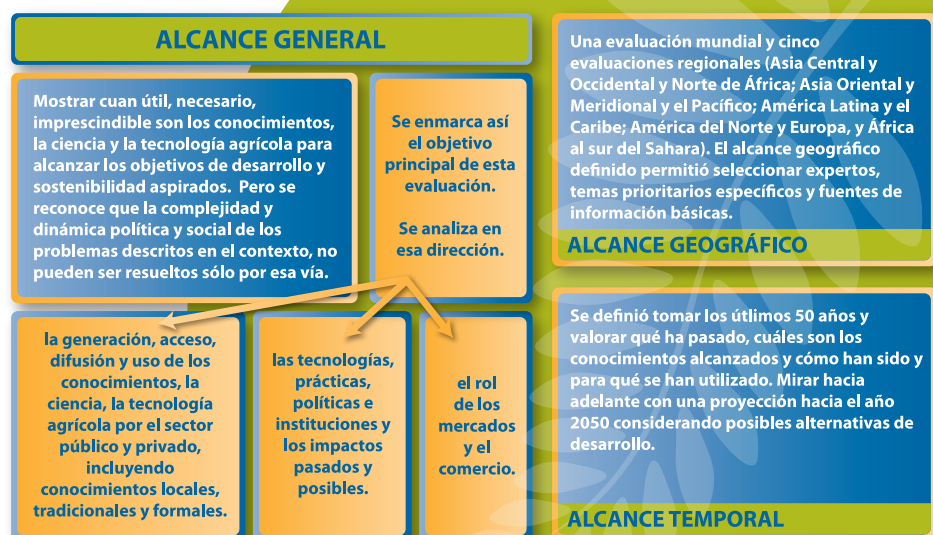 ALCANCE GENERAL
Mostrar cuan útil, necesario,
imprescindible son los conocimientos,
la ciencia y la tecnología agrícola para
alcanzar los objetivos de desarrollo y
sostenibilidad aspirados. Pero se
reconoce que la complejidad y
dinámica política y social de los
problemas descritos en el contexto, no
pueden ser resueltos sólo por esa vía.
Se enmarca así
el objetivo
principal de esta
evaluación.
Se analiza en
esa dirección.
la generación, acceso,
difusión y uso de los
conocimientos, la
ciencia, la tecnología
agrícola por el sector
público y privado,
incluyendo
conocimientos locales,
tradicionales y formales.
las tecnologías,
prácticas,
políticas e
instituciones y
los impactos
pasados y
posibles.
el rol
de los
mercados
y el
comercio.
Una evaluación mundial y cinco
evaluaciones regionales (Asia Central y
Occidental y Norte de África; Asia Oriental y
Meridional y el Pacífico; América Latina y el
Caribe; América del Norte y Europa, y África
al sur del Sahara). El alcance geográfico
definido permitió seleccionar expertos,
temas prioritarios específicos y fuentes de
información básicas.
ALCANCE GEOGRÁFICO
Se definió tomar los útlimos 50 años y
valorar qué ha pasado, cuáles son los
conocimientos alcanzados y cómo han sido y
para qué se han utilizado. Mirar hacia
adelante con una proyección hacia el año
2050 considerando posibles alternativas de
desarrollo.
ALCANCE TEMPORAL